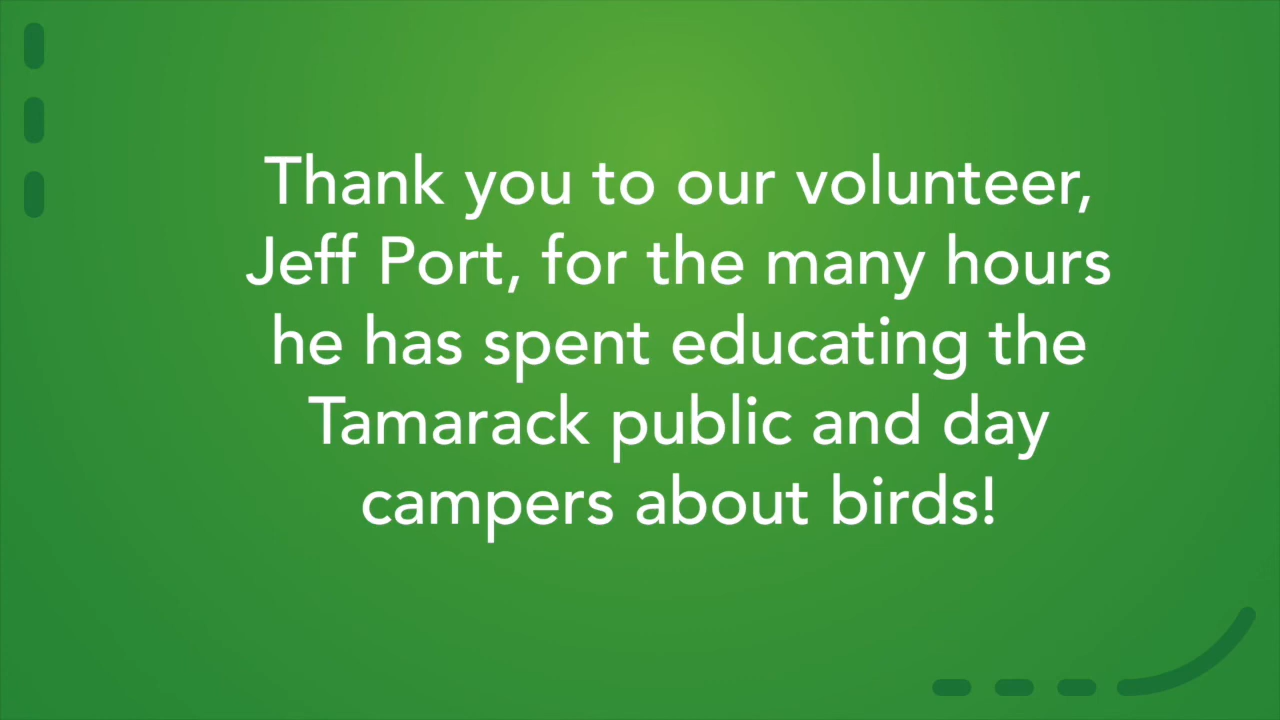 Thank you to our volunteer,
Jeff Port, for the many hours
he has spent educating the
Tamarack public and day
campers about birds!